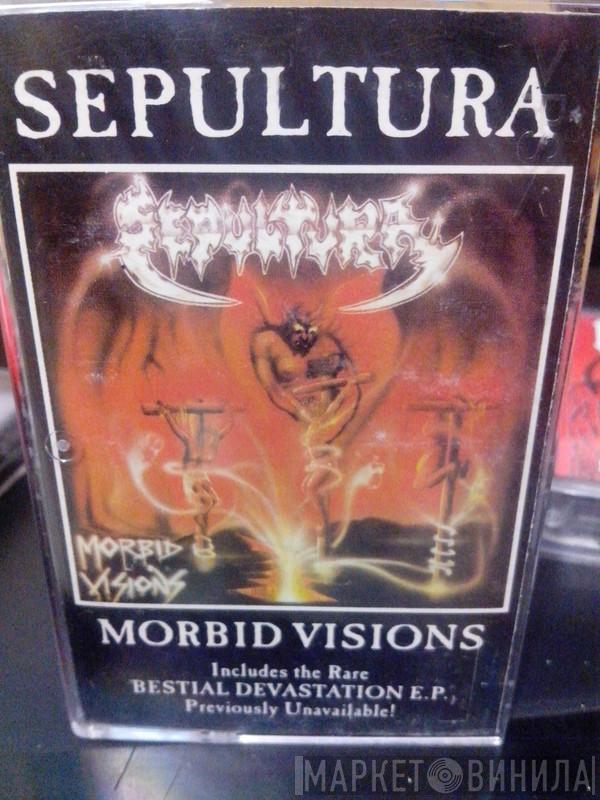 SEPULTURA
SEPULTURA
MORBID
VISIONS
MORBID VISIONS
Includes the Rare
BESTIAL DEVASTATION E.P.,
Previously Unavailable!
МАРКЕТ ВИНИЛА